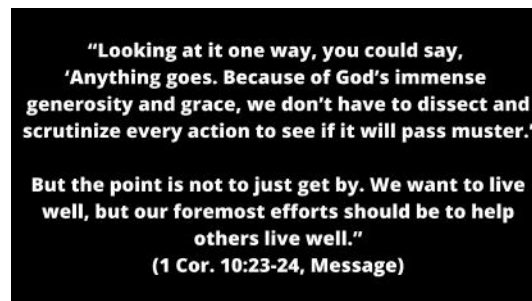 “Looking at it one way, you could say,
‘Anything goes. Because of God’s immense
generosity and grace, we don’t have to dissect and
scrutinize every action to see if it will pass muster.’
But the point is not to just get by. We want to live
well, but our foremost efforts should be to help
others live well.”
(1 Cor. 10:23-24, Message)